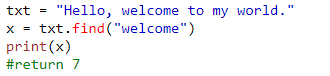 txt = "Hello, welcome to my world."
x = txt.find("welcome")
print(x)
#return 7